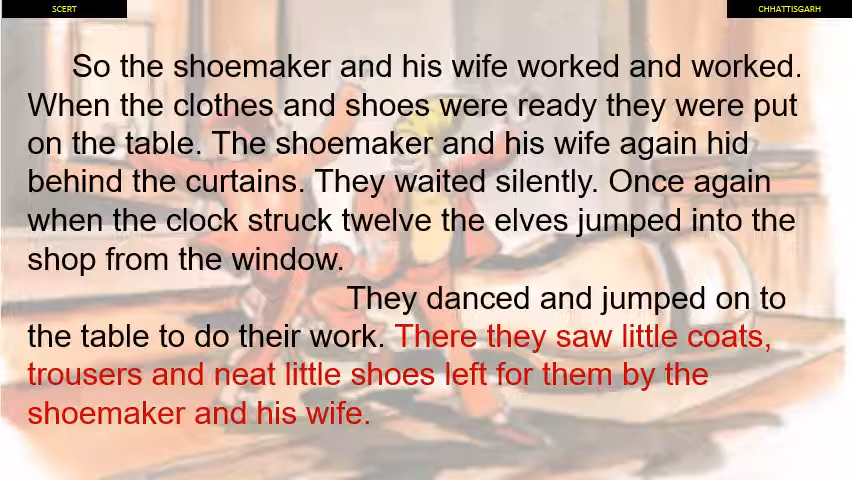 SCERT
CHHATTISGARH
So the shoemaker and his wife worked and worked.
When the clothes and shoes were ready they were put
on the table. The shoemaker and his wife again hid
behind the curtains. They waited silently. Once again
when the clock struck twelve the elves jumped into the
shop from the window.
They danced and jumped on to
the table to do their work. There they saw little coats,
trousers and neat little shoes left for them by the
shoemaker and his wife.